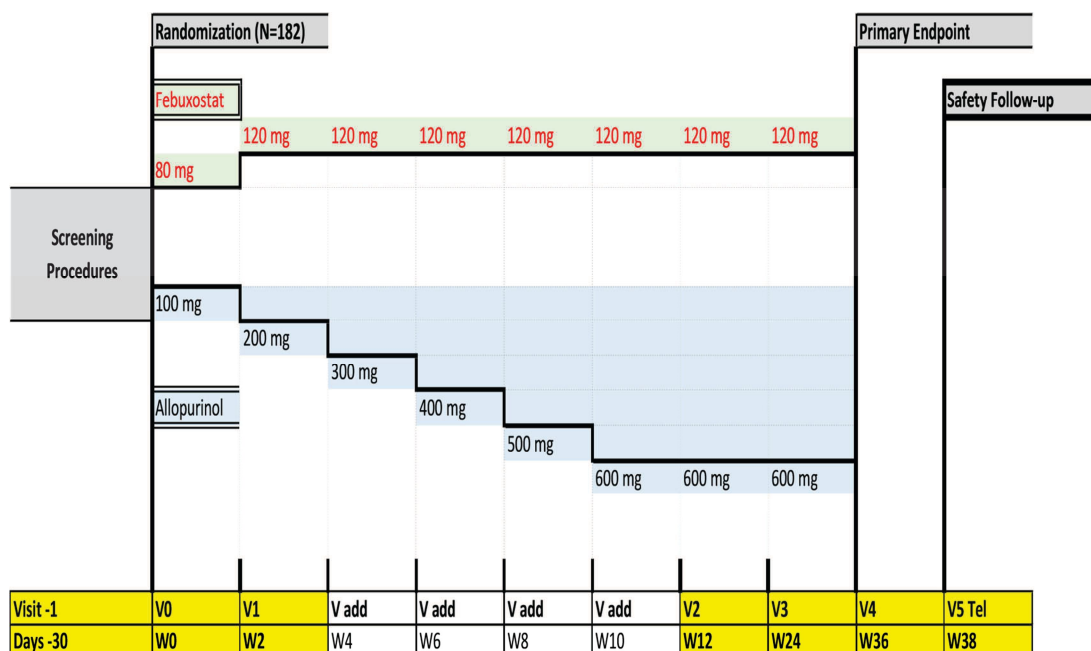 Randomization (N=182)
Primary Endpoint
Febuxostat
Safety Follow-up
120 mg 120 mg 120 mg 120 mg 120 mg 120 mg 120 mg
80 mg
Screening
Procedures
100 mg
200 mg
300 mg
Allopurinol
400 mg
500 mg
600 mg 600 mg 600 mg
Visit -1 V0 V1 V add V add V add V add V2 V3 V4 V5 Tel
Days -30 W0 W2 W4 W6 W8 W10 W12 W24 W36 W38